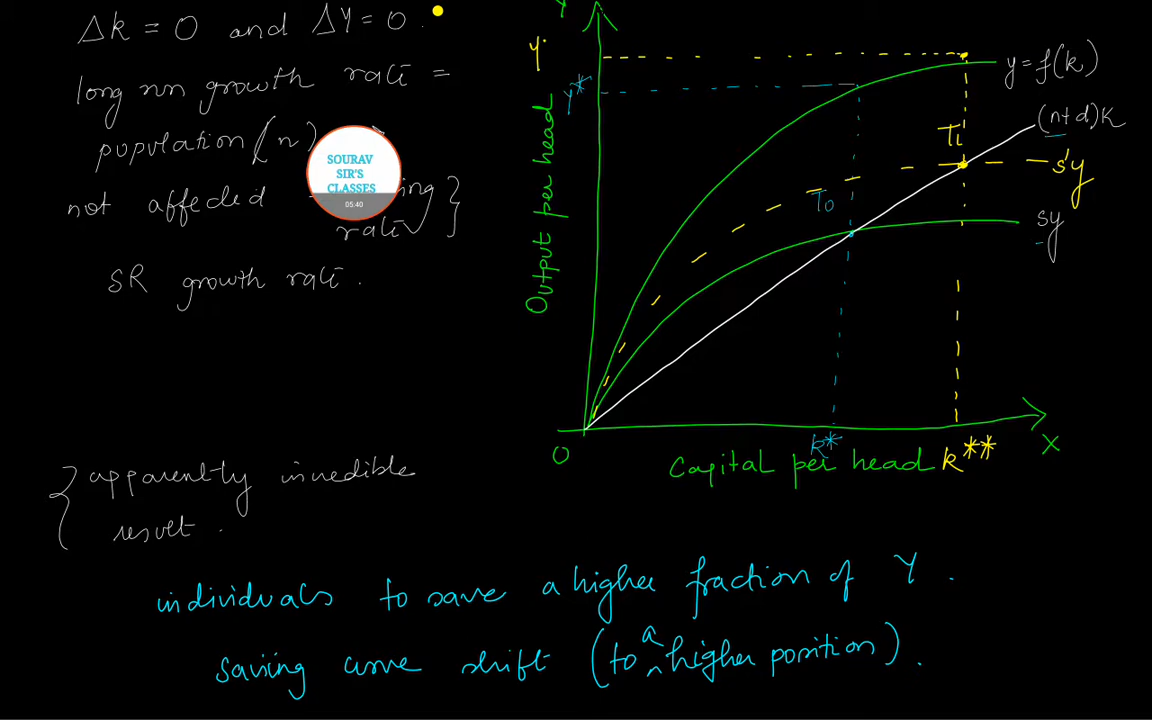 Δk = 0 and ΔY = 0 .
long run growth rate =
population (n)
not affected
rate }
SR growth rate .
{ apparently incredible
result .
individuals to save a higher fraction of Y .
saving curve shift (to a higher position) .
SOURAV
SIR'S
CLASSES
05:40
Y
Y*
Output per head
y = f(k)
(n+d)K
T1
s'y
T0
sy
O
k*
Capital per head
k**
X